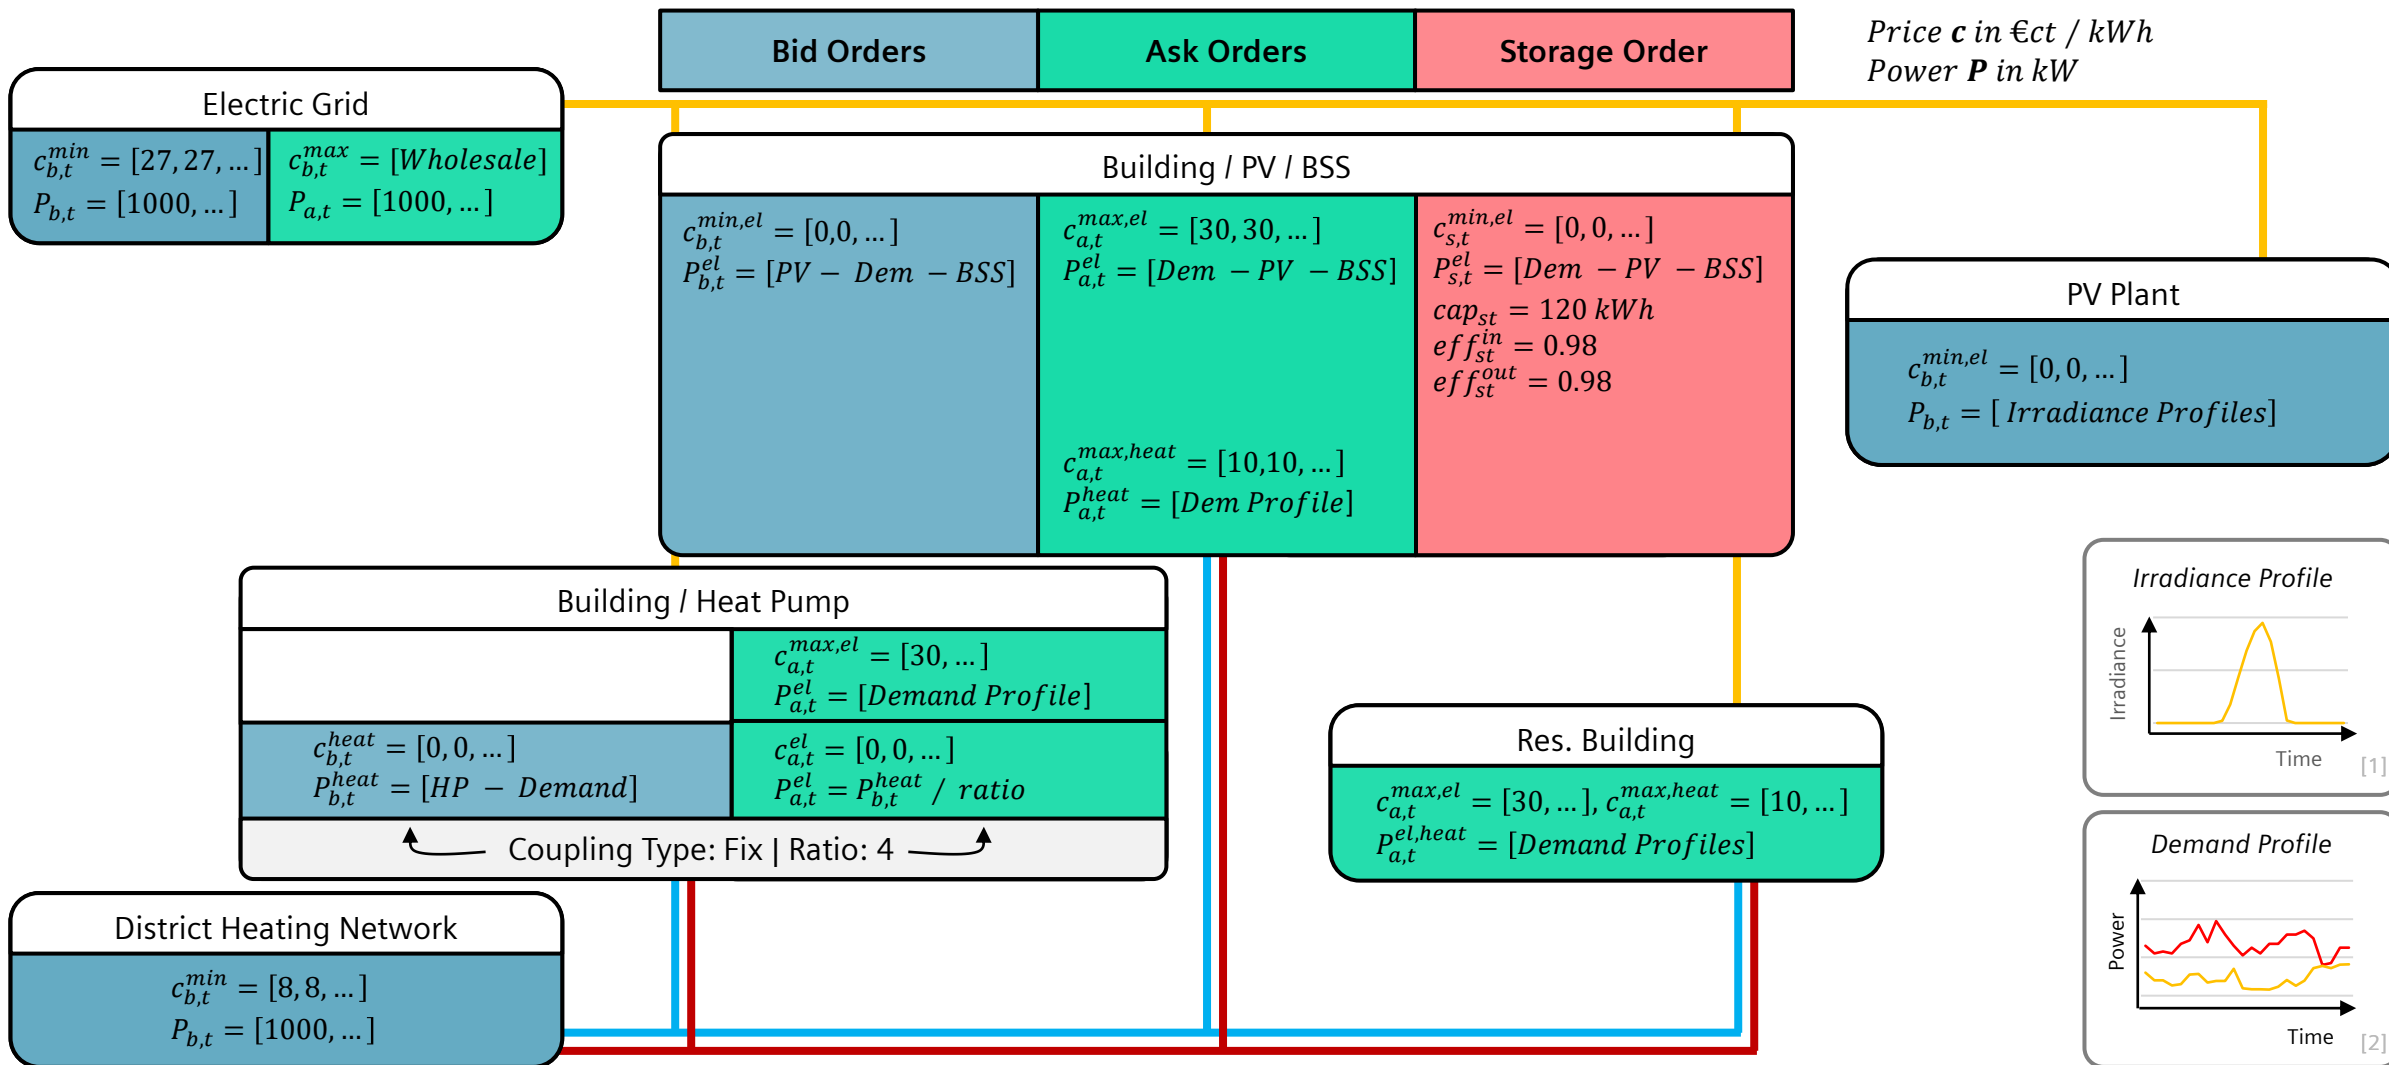 Bid Orders
Ask Orders
Storage Order
Price c in €ct / kWh
Power P in kW
Electric Grid
c_{b,t}^{min} = [27, 27, …]
P_{b,t} = [1000, …]
c_{b,t}^{max} = [Wholesale]
P_{a,t} = [1000, …]
Building / PV / BSS
c_{b,t}^{min,el} = [0,0, …]
P_{b,t}^{el} = [PV − Dem − BSS]
c_{a,t}^{max,el} = [30, 30, …]
P_{a,t}^{el} = [Dem − PV − BSS]
c_{a,t}^{max,heat} = [10,10, …]
P_{a,t}^{heat} = [Dem Profile]
c_{s,t}^{min,el} = [0, 0, …]
P_{s,t}^{el} = [Dem − PV − BSS]
cap_{st} = 120 kWh
eff_{st}^{in} = 0.98
eff_{st}^{out} = 0.98
PV Plant
c_{b,t}^{min,el} = [0, 0, …]
P_{b,t} = [ Irradiance Profiles]
Building / Heat Pump
c_{a,t}^{max,el} = [30, …]
P_{a,t}^{el} = [Demand Profile]
c_{b,t}^{heat} = [0, 0, …]
P_{b,t}^{heat} = [HP − Demand]
c_{a,t}^{el} = [0, 0, …]
P_{a,t}^{el} = P_{b,t}^{heat} / ratio
Coupling Type: Fix | Ratio: 4
Res. Building
c_{a,t}^{max,el} = [30, …], c_{a,t}^{max,heat} = [10, …]
P_{a,t}^{el,heat} = [Demand Profiles]
District Heating Network
c_{b,t}^{min} = [8, 8, …]
P_{b,t} = [1000, …]
Irradiance Profile
Irradiance
Time
[1]
Demand Profile
Power
Time
[2]